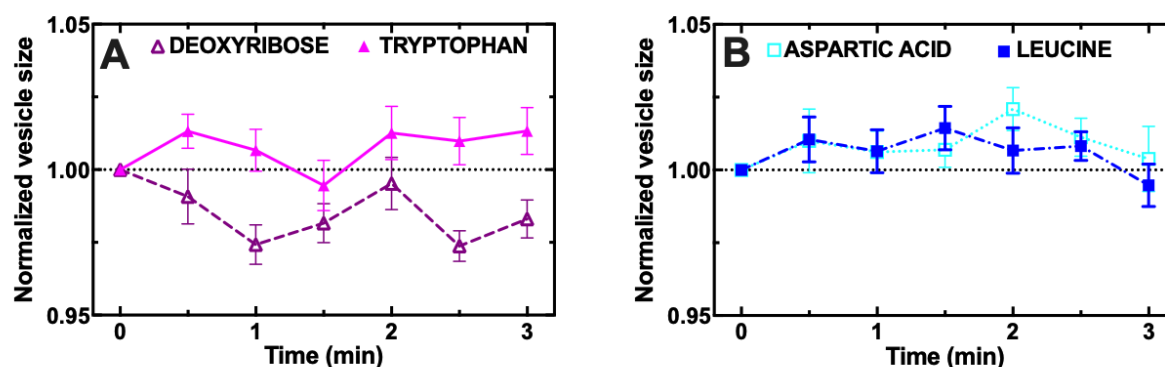 A
DEOXYRIBOSE TRYPTOPHAN
Normalized vesicle size
1.05
1.00
0.95
0 1 2 3
Time (min)
B
ASPARTIC ACID LEUCINE
Normalized vesicle size
1.05
1.00
0.95
0 1 2 3
Time (min)